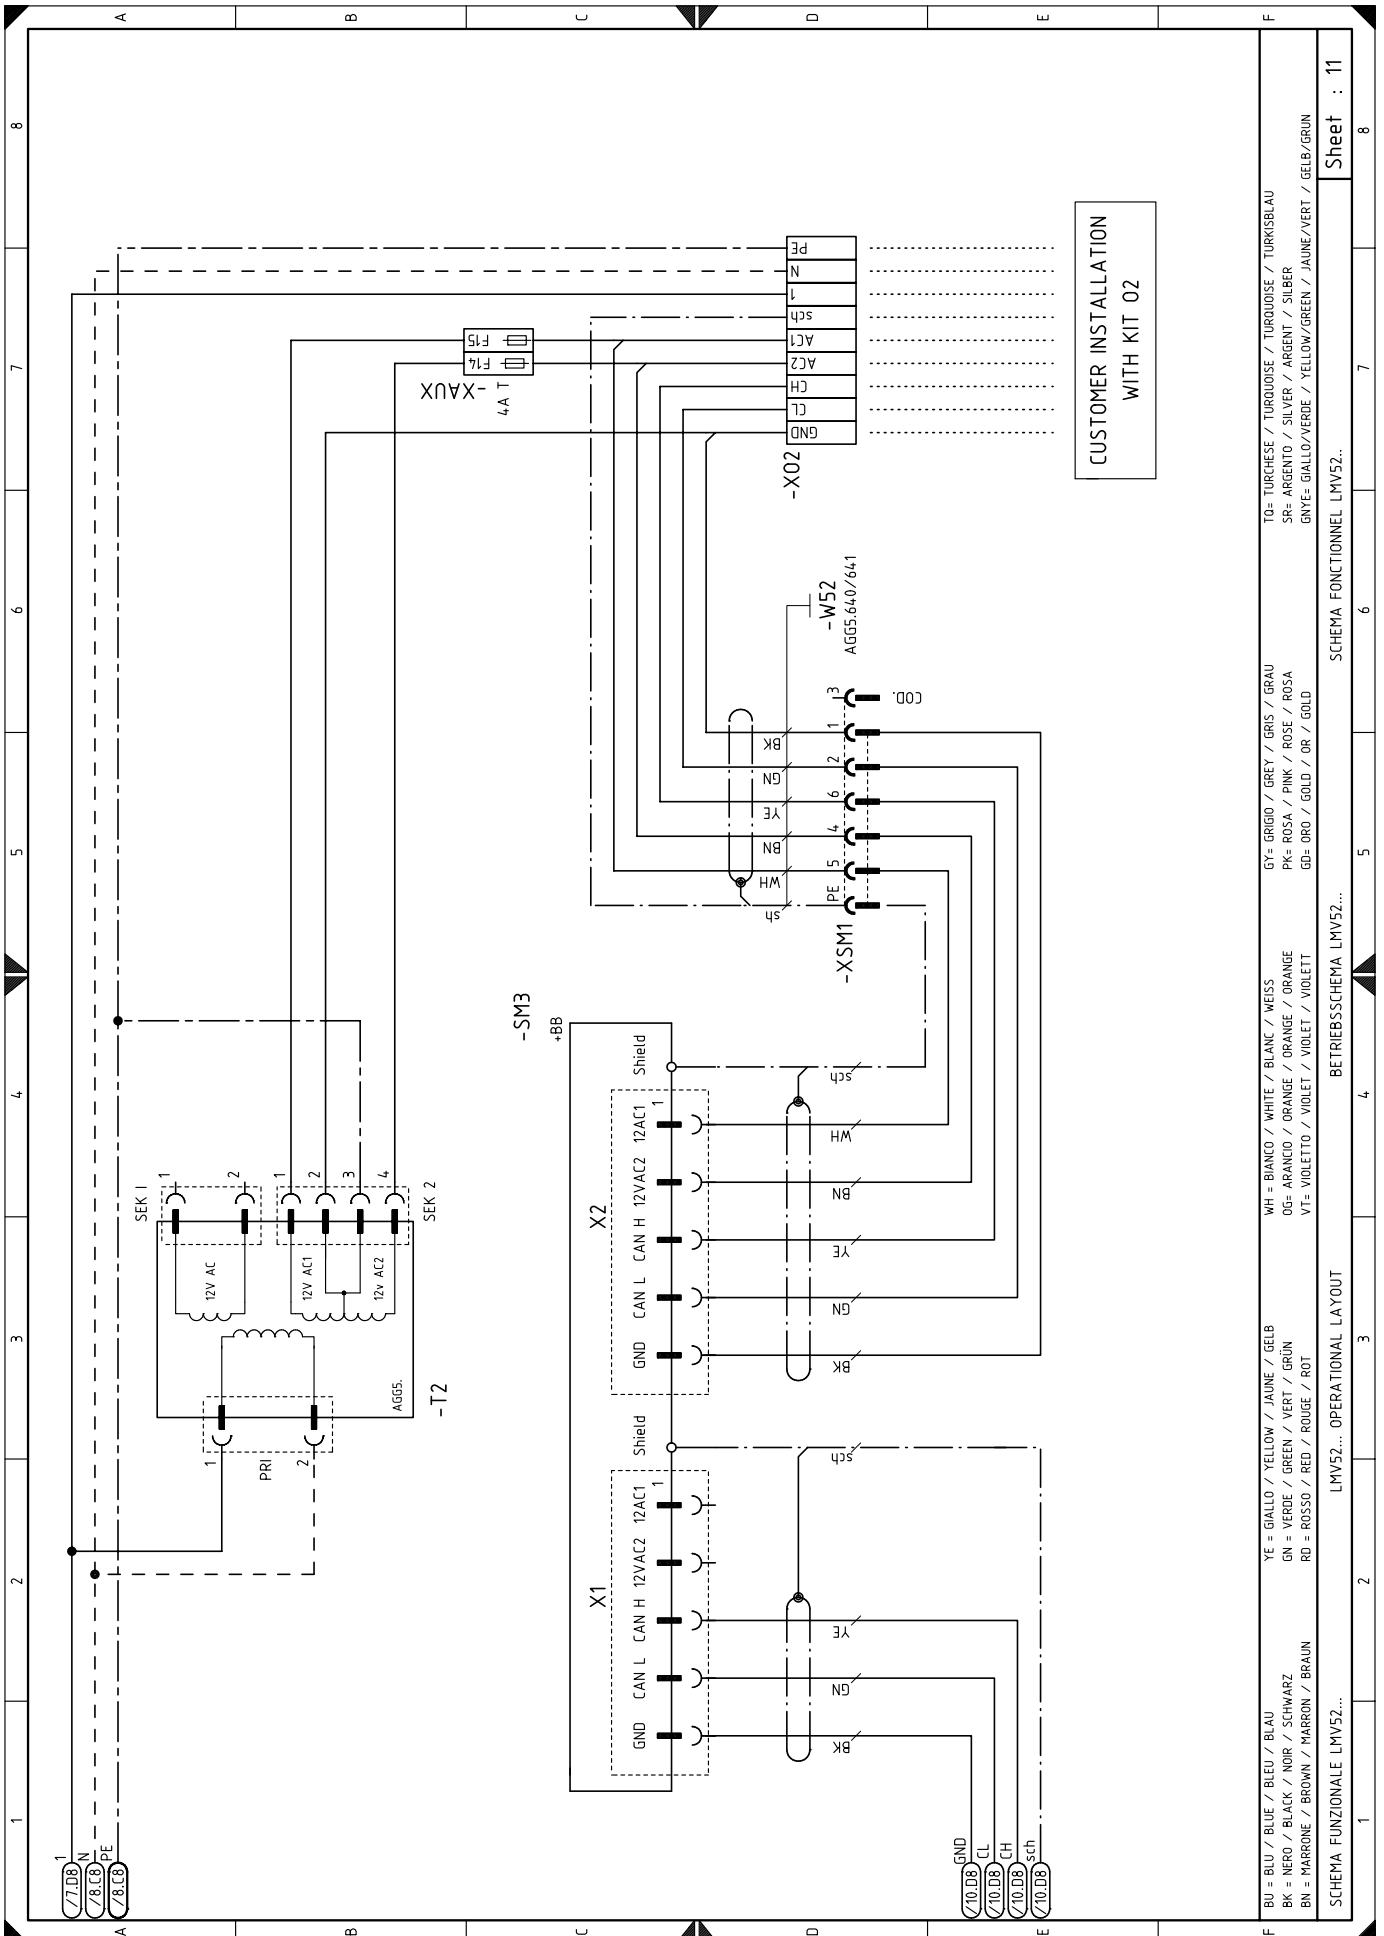 1 2 3 4 5 6 7 8
A B C D E F
/7.D8 1
/8.C8 N
/8.C8 PE
PRI
1
2
SEK I
1
2
12V AC
12V AC1
12v AC2
1
2
3
4
SEK 2
AGG5.
-T2
-XAUX
4A T
F14
F15
-SM3
+BB
X1
GND CAN L CAN H 12VAC2 12AC1
1
Shield
X2
GND CAN L CAN H 12VAC2 12AC1
1
Shield
BK GN YE sch
BK GN YE BN WH sch
/10.D8 GND
/10.D8 CL
/10.D8 CH
/10.D8 sch
-XSM1
PE 5 4 6 2 1 3
sh WH BN YE GN BK
COD.
-W52
AGG5.640/641
-X02
GND CL CH AC2 AC1 sch 1 N PE
CUSTOMER INSTALLATION
WITH KIT 02
BU = BLU / BLUE / BLEU / BLAU
BK = NERO / BLACK / NOIR / SCHWARZ
BN = MARRONE / BROWN / MARRON / BRAUN
YE = GIALLO / YELLOW / JAUNE / GELB
GN = VERDE / GREEN / VERT / GRÜN
RD = ROSSO / RED / ROUGE / ROT
WH = BIANCO / WHITE / BLANC / WEISS
OG= ARANCIO / ORANGE / ORANGE / ORANGE
VT= VIOLETTO / VIOLET / VIOLET / VIOLETT
GY= GRIGIO / GREY / GRIS / GRAU
PK= ROSA / PINK / ROSE / ROSA
GD= ORO / GOLD / OR / GOLD
TQ= TURCHESE / TURQUOISE / TURQUOISE / TURKISBLAU
SR= ARGENTO / SILVER / ARGENT / SILBER
GNYE= GIALLO/VERDE / YELLOW/GREEN / JAUNE/VERT / GELB/GRUN
SCHEMA FUNZIONALE LMV52... LMV52... OPERATIONAL LAYOUT BETRIEBSSCHEMA LMV52... SCHEMA FONCTIONNEL LMV52.. Sheet : 11
1 2 3 4 5 6 7 8
A B C D E F